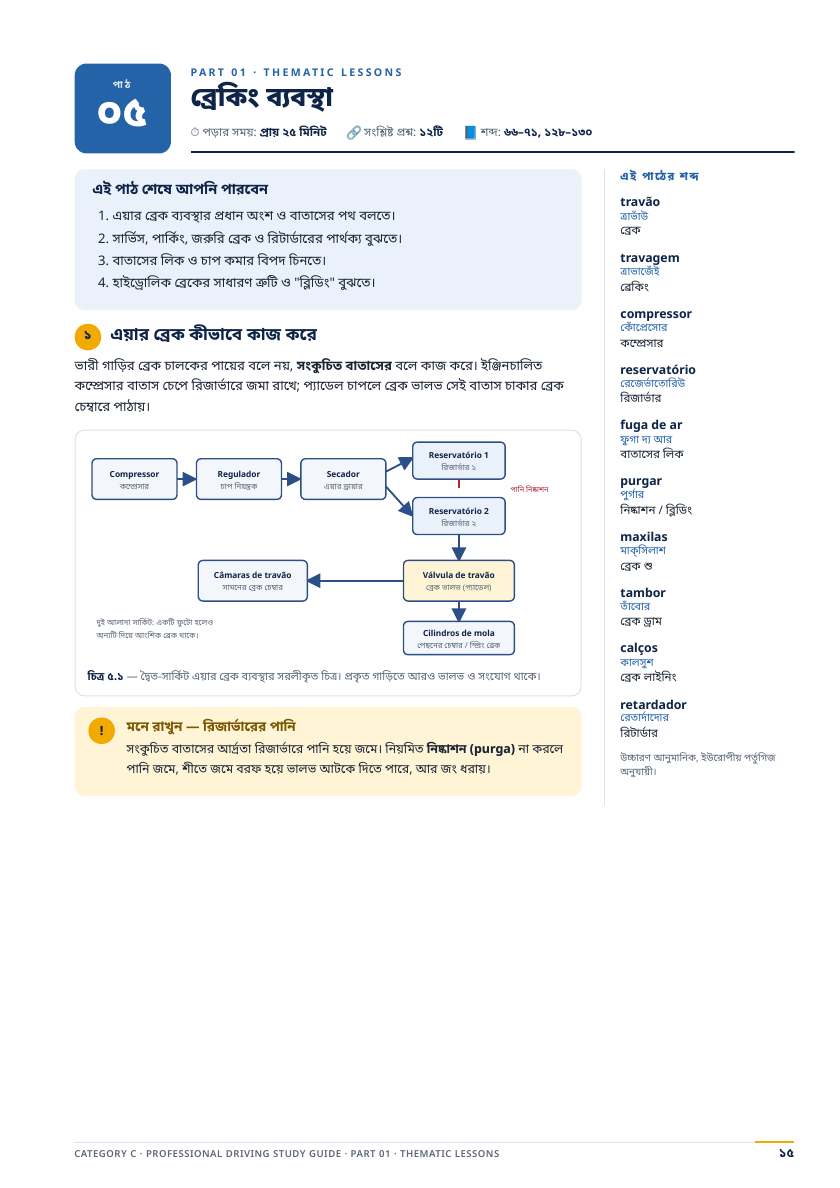 পাঠ
০৫
PART 01 · THEMATIC LESSONS
ব্রেকিং ব্যবস্থা
⏱ পড়ার সময়: প্রায় ২৫ মিনিট 🔗 সংশ্লিষ্ট প্রশ্ন: ১২টি 📘 শব্দ: ৬৬–৭১, ১২৮–১৩০
এই পাঠ শেষে আপনি পারবেন
1. এয়ার ব্রেক ব্যবস্থার প্রধান অংশ ও বাতাসের পথ বলতে।
2. সার্ভিস, পার্কিং, জরুরি ব্রেক ও রিটার্ডারের পার্থক্য বুঝতে।
3. বাতাসের লিক ও চাপ কমার বিপদ চিনতে।
4. হাইড্রোলিক ব্রেকের সাধারণ ত্রুটি ও "ব্লিডিং" বুঝতে।
১ এয়ার ব্রেক কীভাবে কাজ করে
ভারী গাড়ির ব্রেক চালকের পায়ের বলে নয়, সংকুচিত বাতাসের বলে কাজ করে। ইঞ্জিনচালিত
কম্প্রেসার বাতাস চেপে রিজার্ভারে জমা রাখে; প্যাডেল চাপলে ব্রেক ভালভ সেই বাতাস চাকার ব্রেক
চেম্বারে পাঠায়।
Compressor
কম্প্রেসার
Regulador
চাপ নিয়ন্ত্রক
Secador
এয়ার ড্রায়ার
Reservatório 1
রিজার্ভার ১
পানি নিষ্কাশন
Reservatório 2
রিজার্ভার ২
Câmaras de travão
সামনের ব্রেক চেম্বার
Válvula de travão
ব্রেক ভালভ (প্যাডেল)
Cilindros de mola
পেছনের চেম্বার / স্প্রিং ব্রেক
দুই আলাদা সার্কিট: একটি ফুটো হলেও
অন্যটি দিয়ে আংশিক ব্রেক থাকে।
চিত্র ৫.১ — দ্বৈত-সার্কিট এয়ার ব্রেক ব্যবস্থার সরলীকৃত চিত্র। প্রকৃত গাড়িতে আরও ভালভ ও সংযোগ থাকে।
! মনে রাখুন — রিজার্ভারের পানি
সংকুচিত বাতাসের আর্দ্রতা রিজার্ভারে পানি হয়ে জমে। নিয়মিত নিষ্কাশন (purga) না করলে
পানি জমে, শীতে জমে বরফ হয়ে ভালভ আটকে দিতে পারে, আর জং ধরায়।
এই পাঠের শব্দ
travão
ত্রাভাঁউ
ব্রেক
travagem
ত্রাভাজেঁই
ব্রেকিং
compressor
কোঁপ্রেসোর
কম্প্রেসার
reservatório
রেজের্ভাতোরিউ
রিজার্ভার
fuga de ar
ফুগা দ্য আর
বাতাসের লিক
purgar
পুর্গার
নিষ্কাশন / ব্লিডিং
maxilas
মাক্সিলাশ
ব্রেক শু
tambor
তাঁবোর
ব্রেক ড্রাম
calços
কালসুশ
ব্রেক লাইনিং
retardador
রেতার্দাদোর
রিটার্ডার
উচ্চারণ আনুমানিক, ইউরোপীয় পর্তুগিজ
অনুযায়ী।
CATEGORY C · PROFESSIONAL DRIVING STUDY GUIDE · PART 01 · THEMATIC LESSONS
১৫